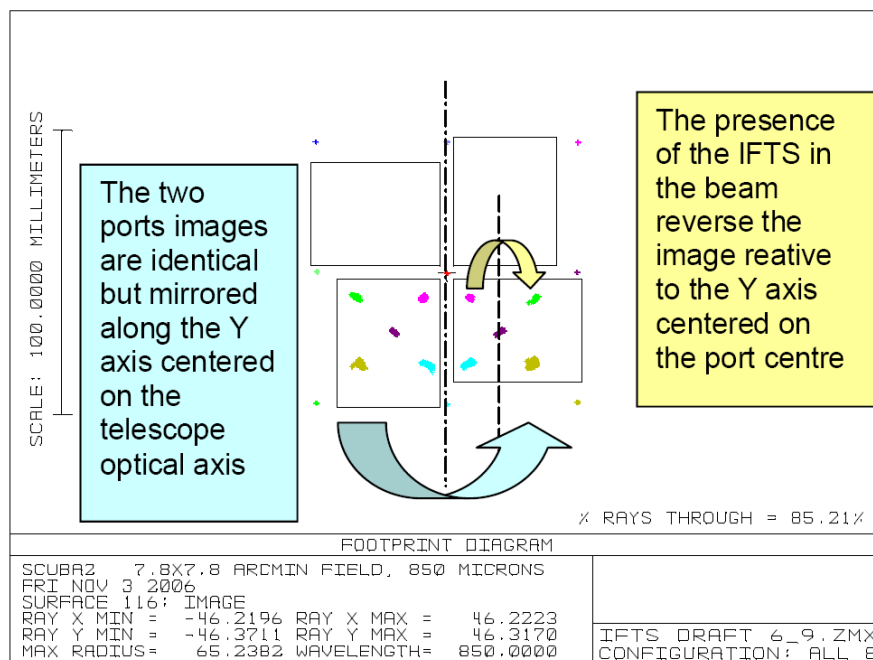 SCALE: 100.0000 MILLIMETERS
The two
ports images
are identical
but mirrored
along the Y
axis centered
on the
telescope
optical axis
The presence
of the IFTS in
the beam
reverse the
image reative
to the Y axis
centered on
the port centre
% RAYS THROUGH = 85.21%
FOOTPRINT DIAGRAM
SCUBA2 7.8X7.8 ARCMIN FIELD, 850 MICRONS
FRI NOV 3 2006
SURFACE 116: IMAGE
RAY X MIN = -46.2196 RAY X MAX = 46.2223
RAY Y MIN = -46.3711 RAY Y MAX = 46.3170
MAX RADIUS= 65.2382 WAVELENGTH= 850.0000
IFTS DRAFT 6_9.ZMX
CONFIGURATION: ALL 8